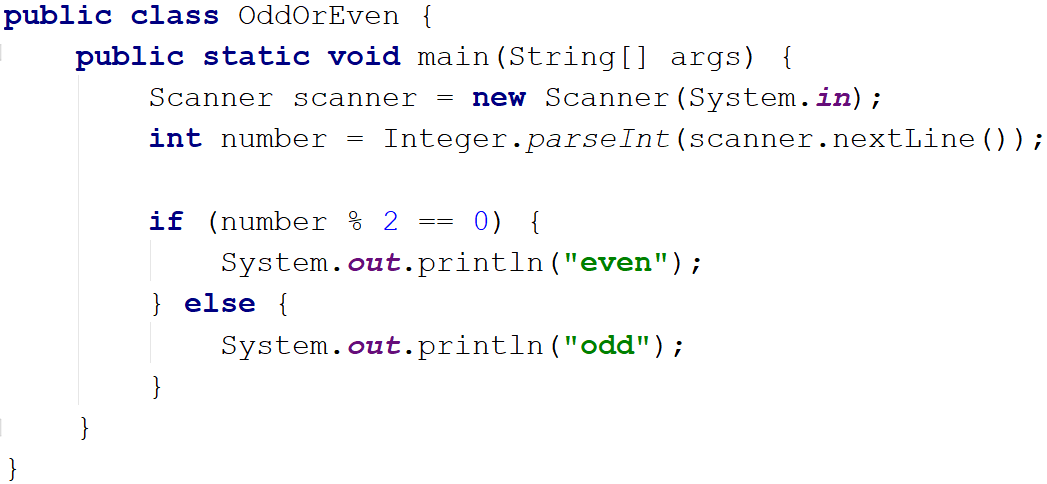 public class OddOrEven {
    public static void main(String[] args) {
        Scanner scanner = new Scanner(System.in);
        int number = Integer.parseInt(scanner.nextLine());

        if (number % 2 == 0) {
            System.out.println("even");
        } else {
            System.out.println("odd");
        }
    }
}